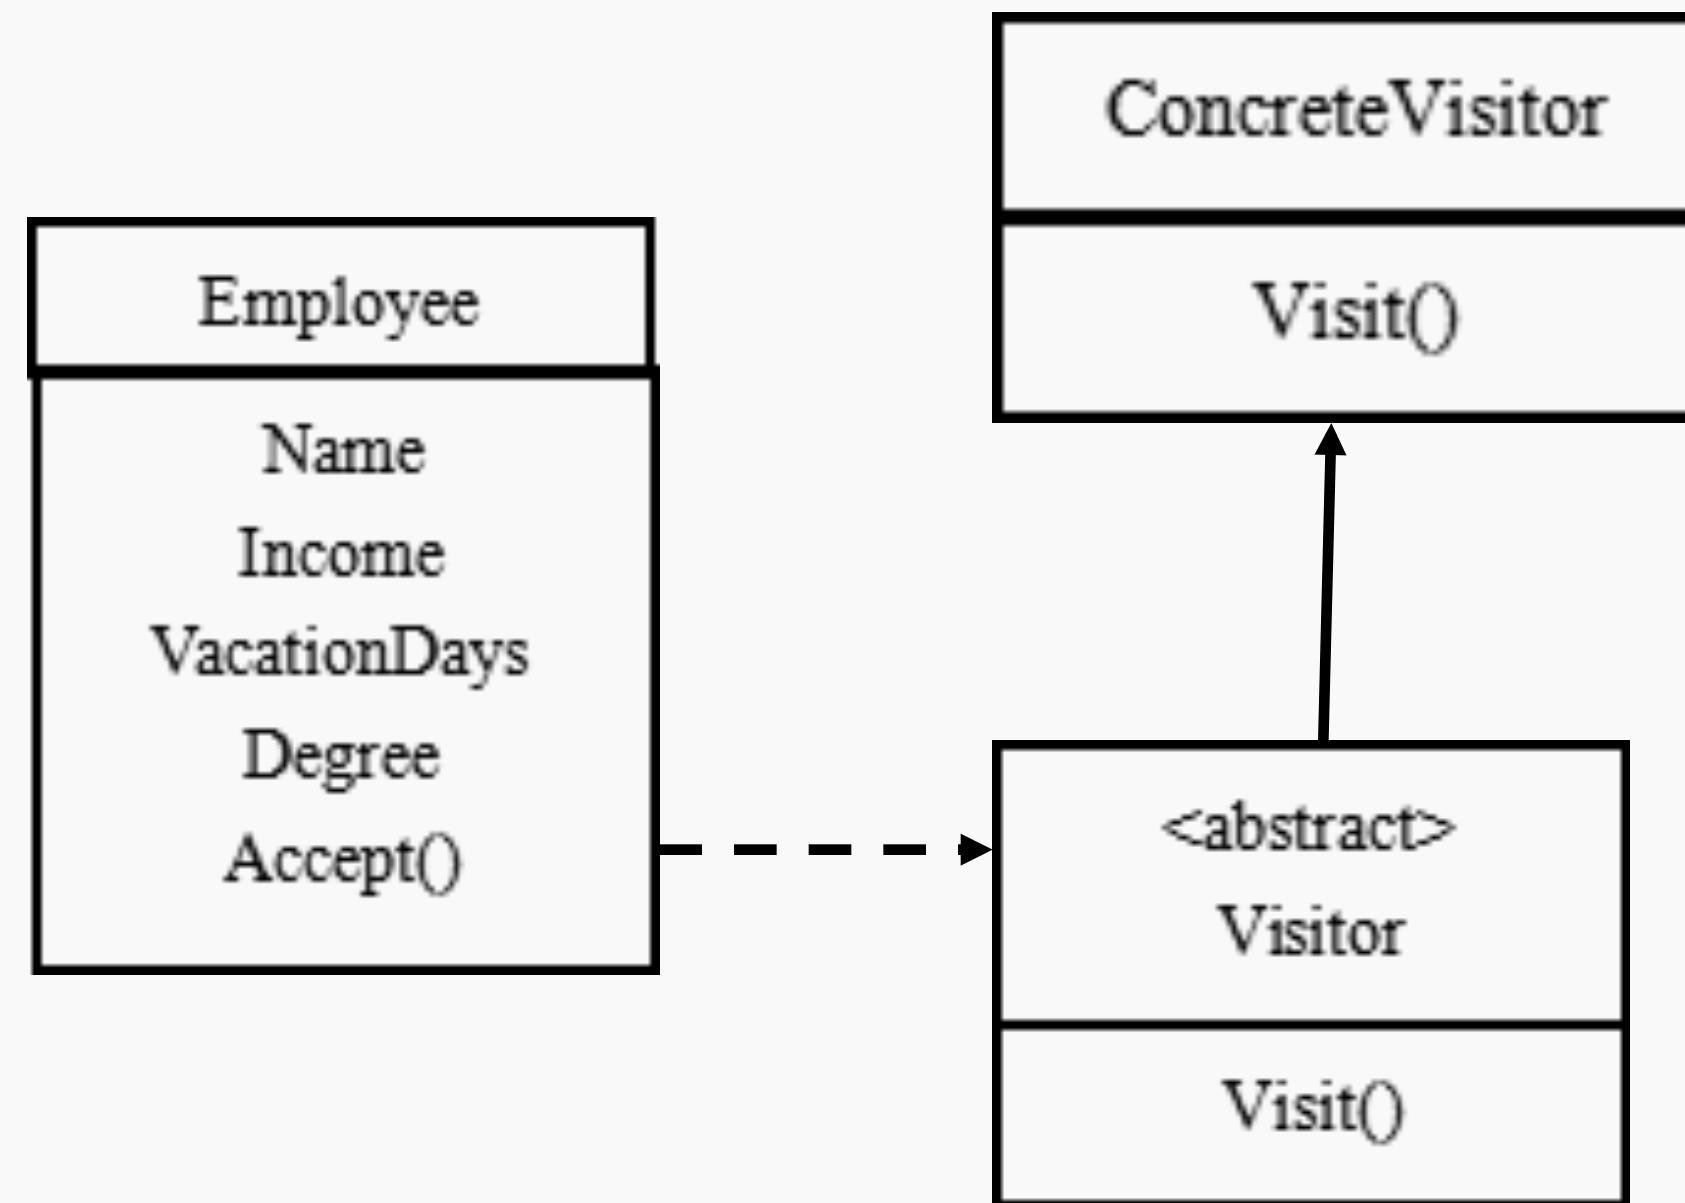 ConcreteVisitor
Visit()
Employee
Name
Income
VacationDays
Degree
Accept()
<abstract>
Visitor
Visit()